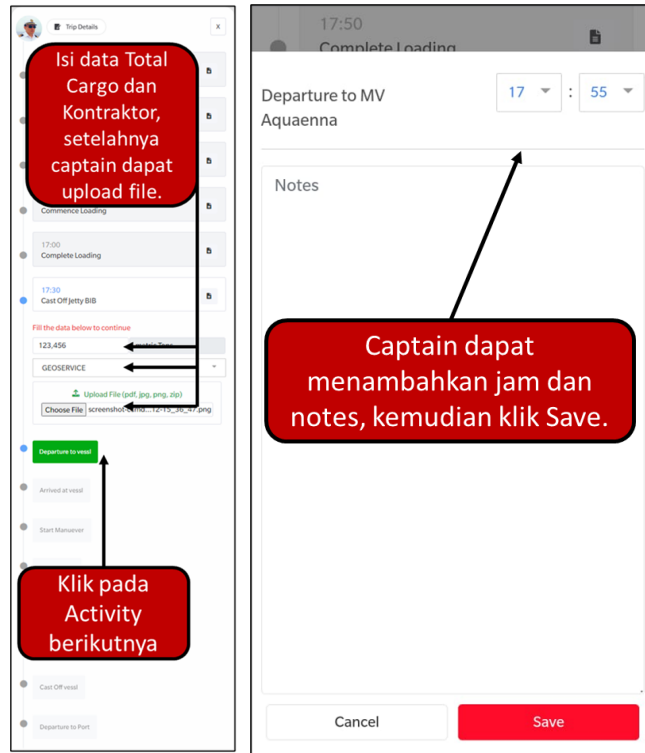 Trip Details
X
Isi data Total
Cargo dan
Kontraktor,
setelahnya
captain dapat
upload file.
Commence Loading
17:00
Complete Loading
17:30
Cast Off Jetty BIB
Fill the data below to continue
123,456
GEOSERVICE
Upload File (pdf, jpg, png, zip)
Choose File
Departure to vessl
Arrived at vessl
Start Manuever
Klik pada
Activity
berikutnya
Cast Off vessl
Departure to Port
17:50
Complete Loading
Departure to MV
Aquaenna
17 : 55
Notes
Captain dapat
menambahkan jam dan
notes, kemudian klik Save.
Cancel
Save